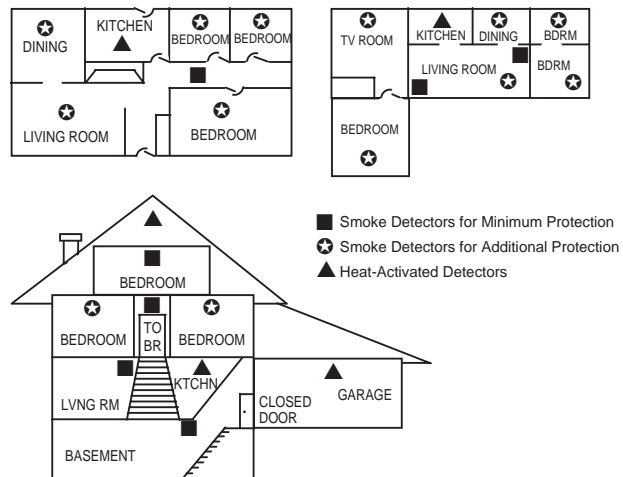 KITCHEN
DINING
BEDROOM
BEDROOM
LIVING ROOM
BEDROOM
TV ROOM
KITCHEN
DINING
BDRM
LIVING ROOM
BDRM
BEDROOM
Smoke Detectors for Minimum Protection
Smoke Detectors for Additional Protection
Heat-Activated Detectors
BEDROOM
BEDROOM
TO
BR
BEDROOM
LVNG RM
KTCHN
CLOSED
DOOR
GARAGE
BASEMENT